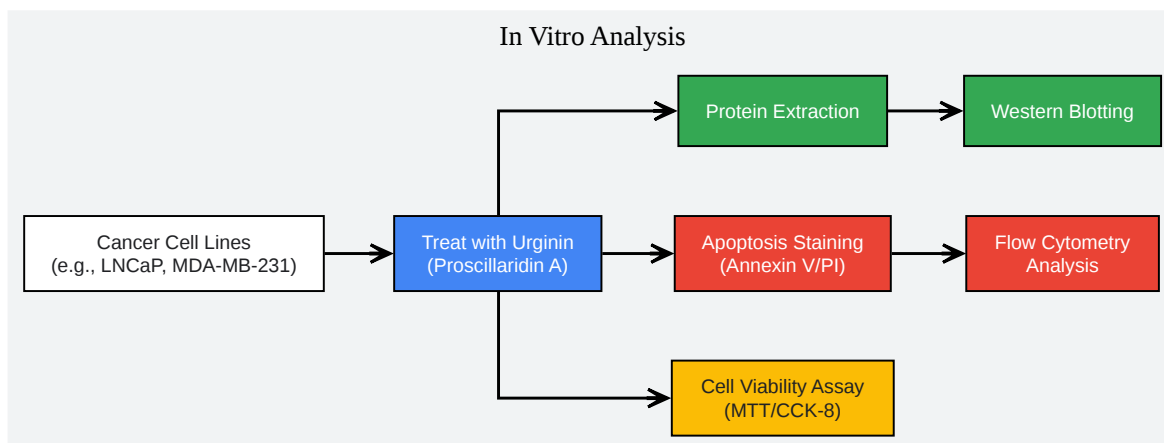 In Vitro Analysis
Protein Extraction
Western Blotting
Cancer Cell Lines
(e.g., LNCaP, MDA-MB-231)
Treat with Urginin
(Proscillaridin A)
Apoptosis Staining
(Annexin V/PI)
Flow Cytometry
Analysis
Cell Viability Assay
(MTT/CCK-8)